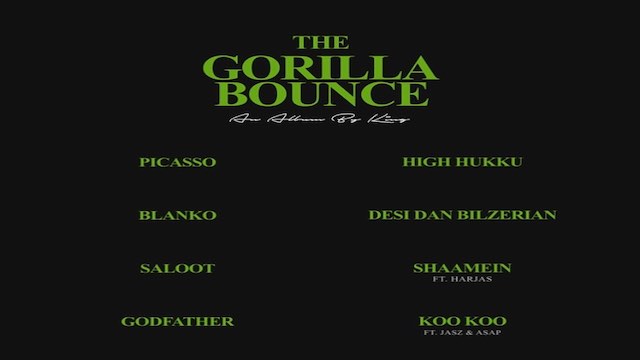 THE
GORILLA
BOUNCE
An Album By King
PICASSO
BLANKO
SALOOT
GODFATHER
HIGH HUKKU
DESI DAN BILZERIAN
SHAAMEIN
FT. HARJAS
KOO KOO
FT. JASZ & ASAP